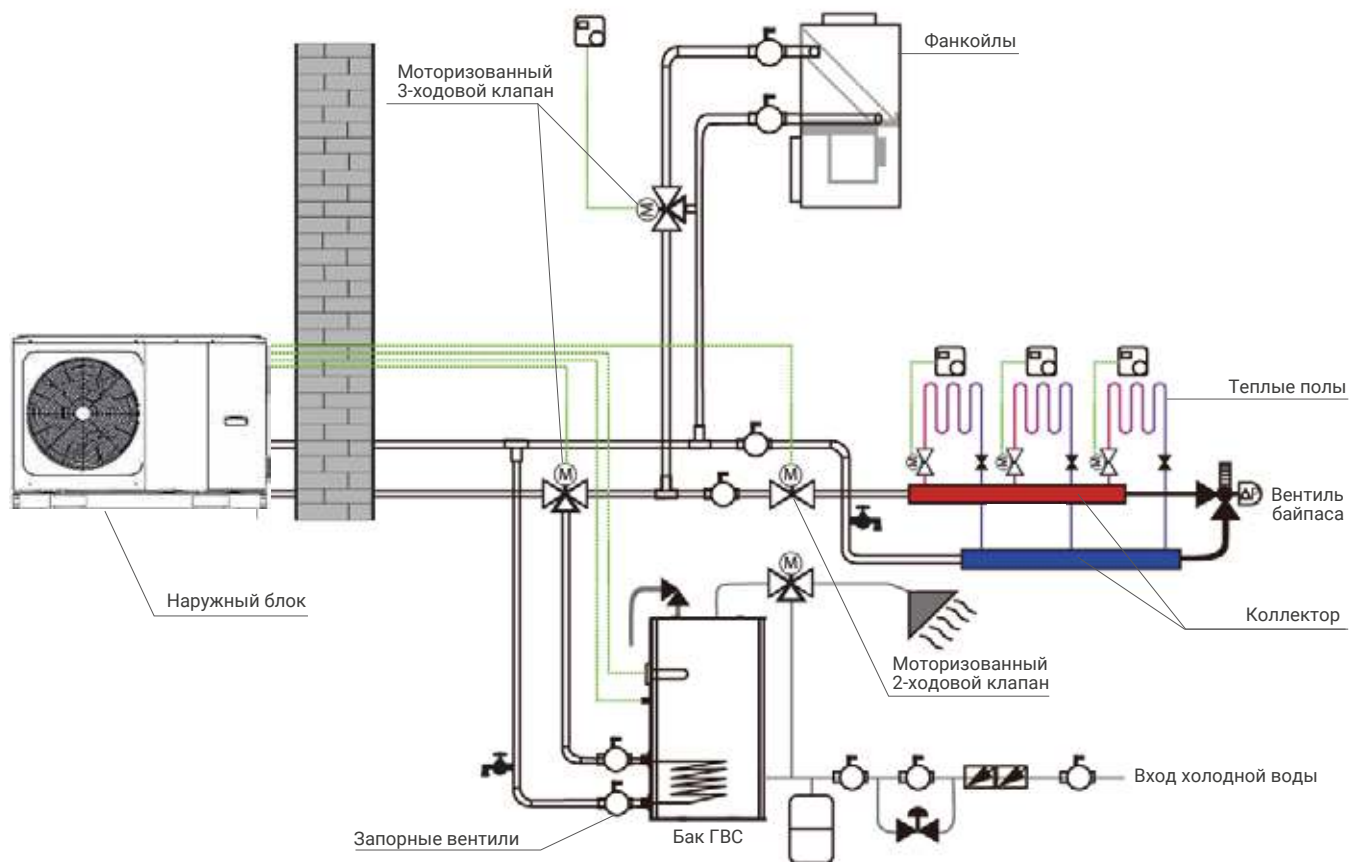 Фанкойлы
Моторизованный
3-ходовой клапан
M
Теплые полы
M
M
M
M
M
ΔP
Вентиль
байпаса
M
Наружный блок
Коллектор
Моторизованный
2-ходовой клапан
Вход холодной воды
Запорные вентили
Бак ГВС